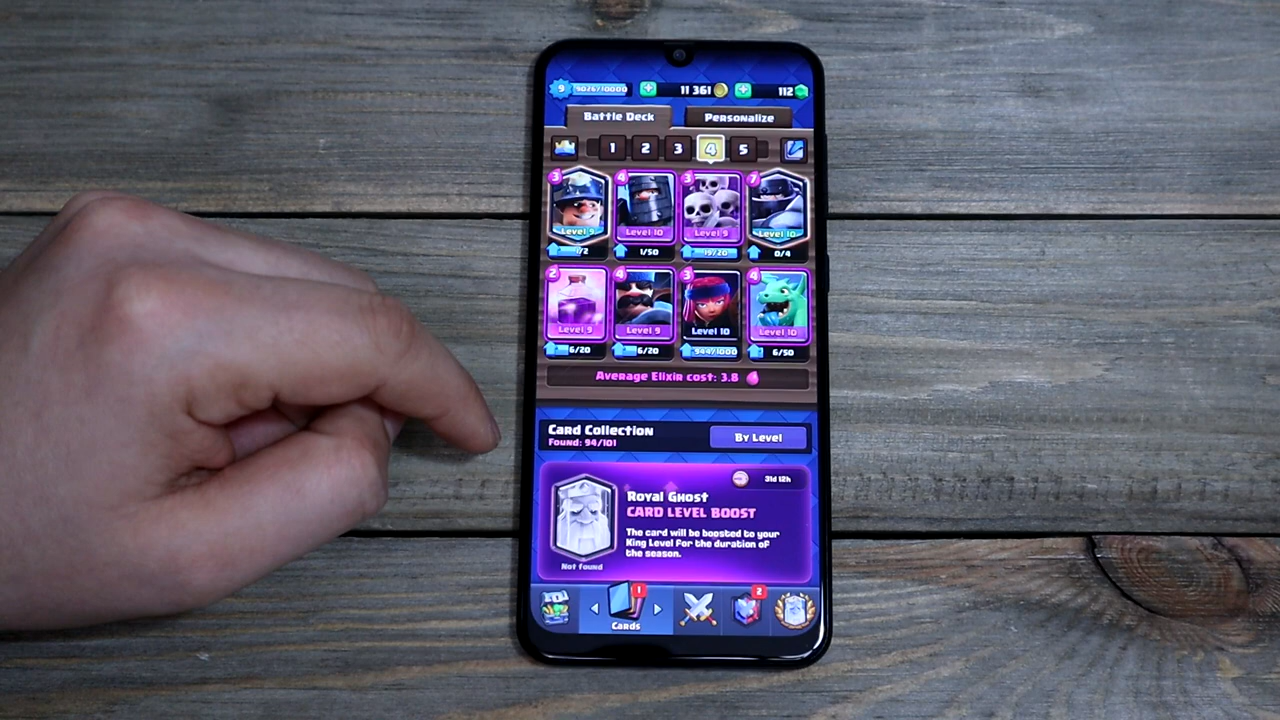 9 9026/10000 11 361 112
Battle Deck Personalize
1 2 3 4 5
3 4 3 7
Level 9 Level 10 Level 9 Level 10
1/2 1/50 19/20 0/4
2 4 3 4
Level 9 Level 9 Level 10 Level 10
6/20 6/20 944/1000 6/50
Average Elixir cost: 3.8
Card Collection
Found: 94/101
By Level
31d 12h
Royal Ghost
CARD LEVEL BOOST
The card will be boosted to your
King Level for the duration of
the season.
Not found
1 2
Cards